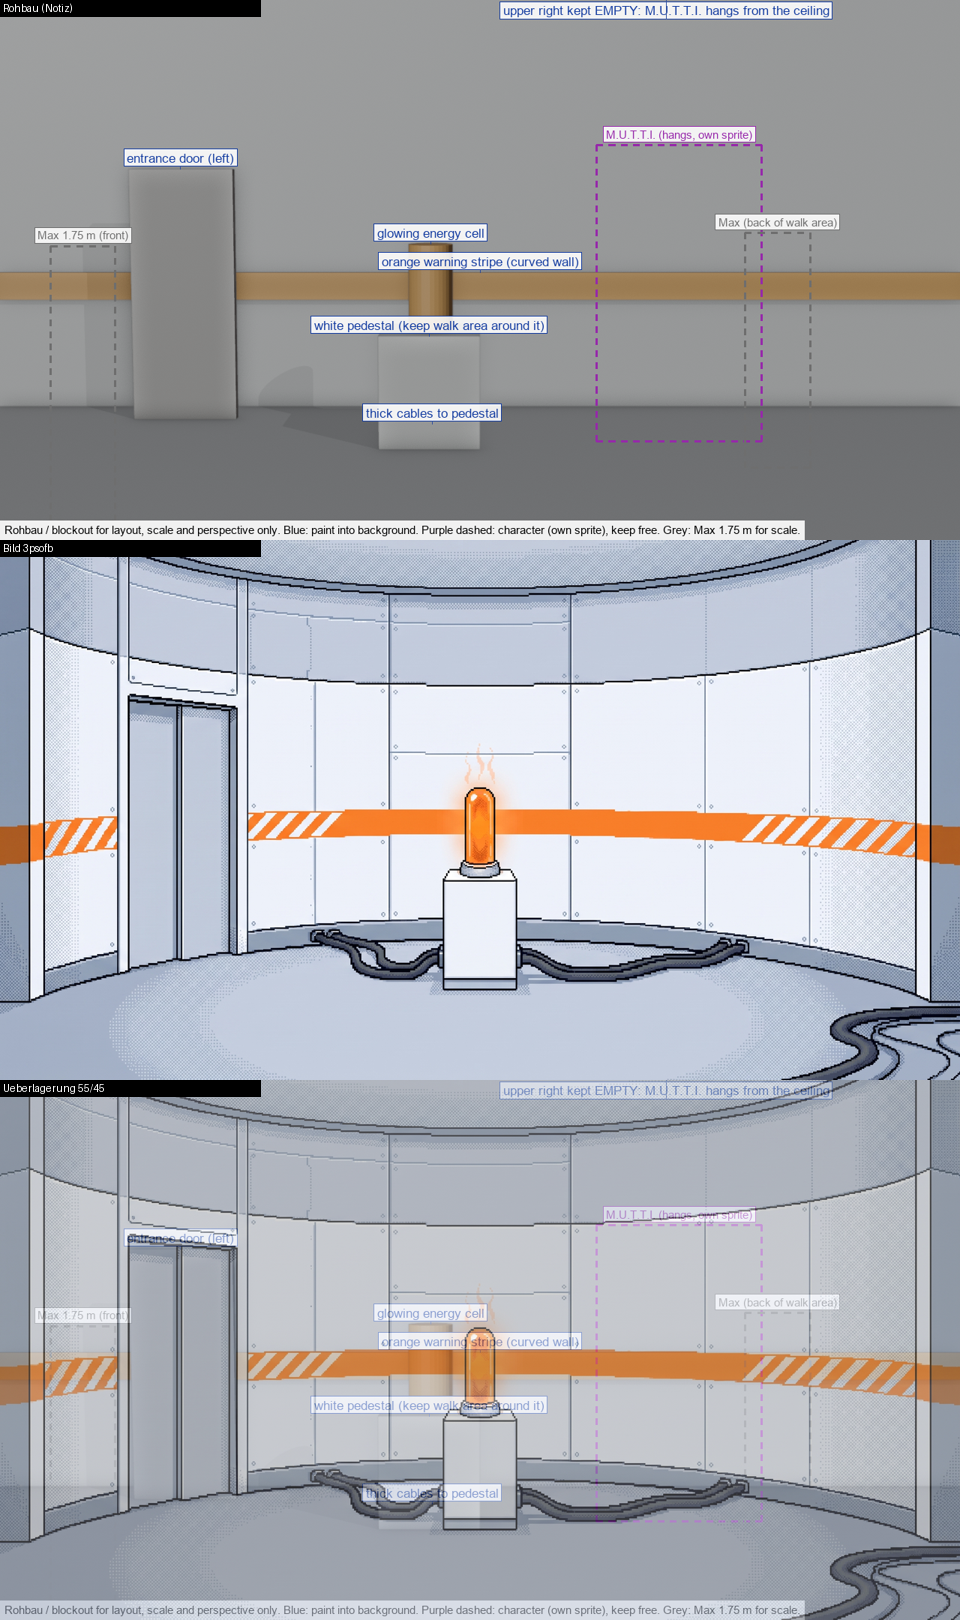 Rohbau (Notiz)
upper right kept EMPTY: M.U.T.T.I. hangs from the ceiling
M.U.T.T.I. (hangs, own sprite)
entrance door (left)
Max (back of walk area)
Max 1.75 m (front)
glowing energy cell
orange warning stripe (curved wall)
white pedestal (keep walk area around it)
thick cables to pedestal
Rohbau / blockout for layout, scale and perspective only. Blue: paint into background. Purple dashed: character (own sprite), keep free. Grey: Max 1.75 m for scale.
Bild 3psofb
Ueberlagerung 55/45
upper right kept EMPTY: M.U.T.T.I. hangs from the ceiling
M.U.T.T.I. (hangs, own sprite)
entrance door (left)
Max (back of walk area)
Max 1.75 m (front)
glowing energy cell
orange warning stripe (curved wall)
white pedestal (keep walk area around it)
thick cables to pedestal
Rohbau / blockout for layout, scale and perspective only. Blue: paint into background. Purple dashed: character (own sprite), keep free. Grey: Max 1.75 m for scale.